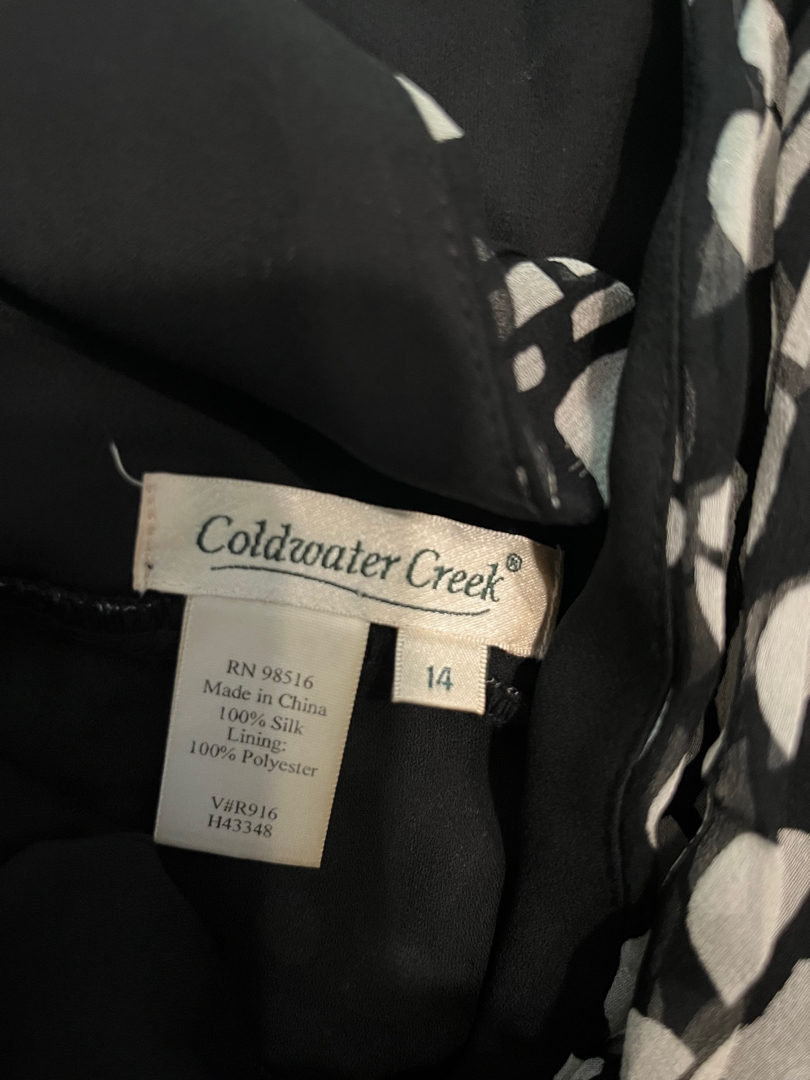 Coldwater Creek®
14
RN 98516
Made in China
100% Silk
Lining:
100% Polyester
V#R916
H43348